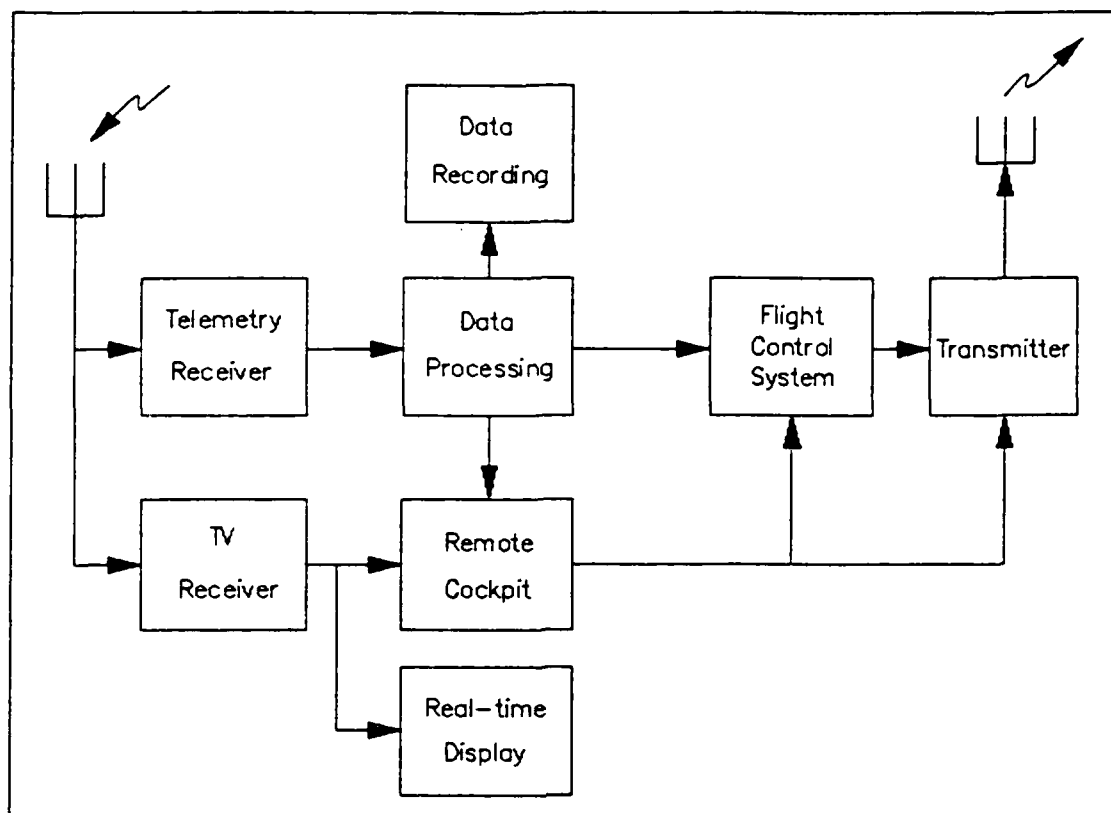 Data
Recording
Telemetry
Receiver
Data
Processing
Flight
Control
System
Transmitter
TV
Receiver
Remote
Cockpit
Real-time
Display